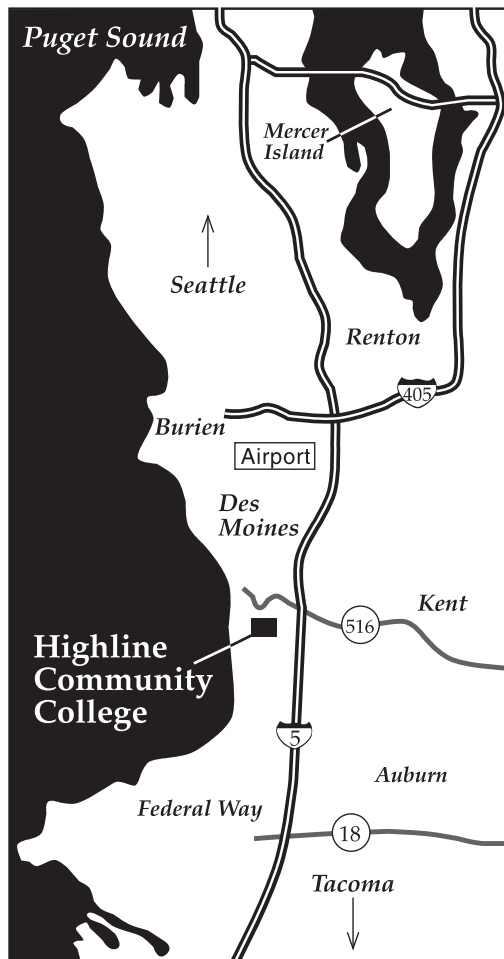 Puget Sound
Mercer
Island
Seattle
Renton
405
Burien
Airport
Des
Moines
Kent
516
Highline
Community
College
5
Auburn
Federal Way
18
Tacoma